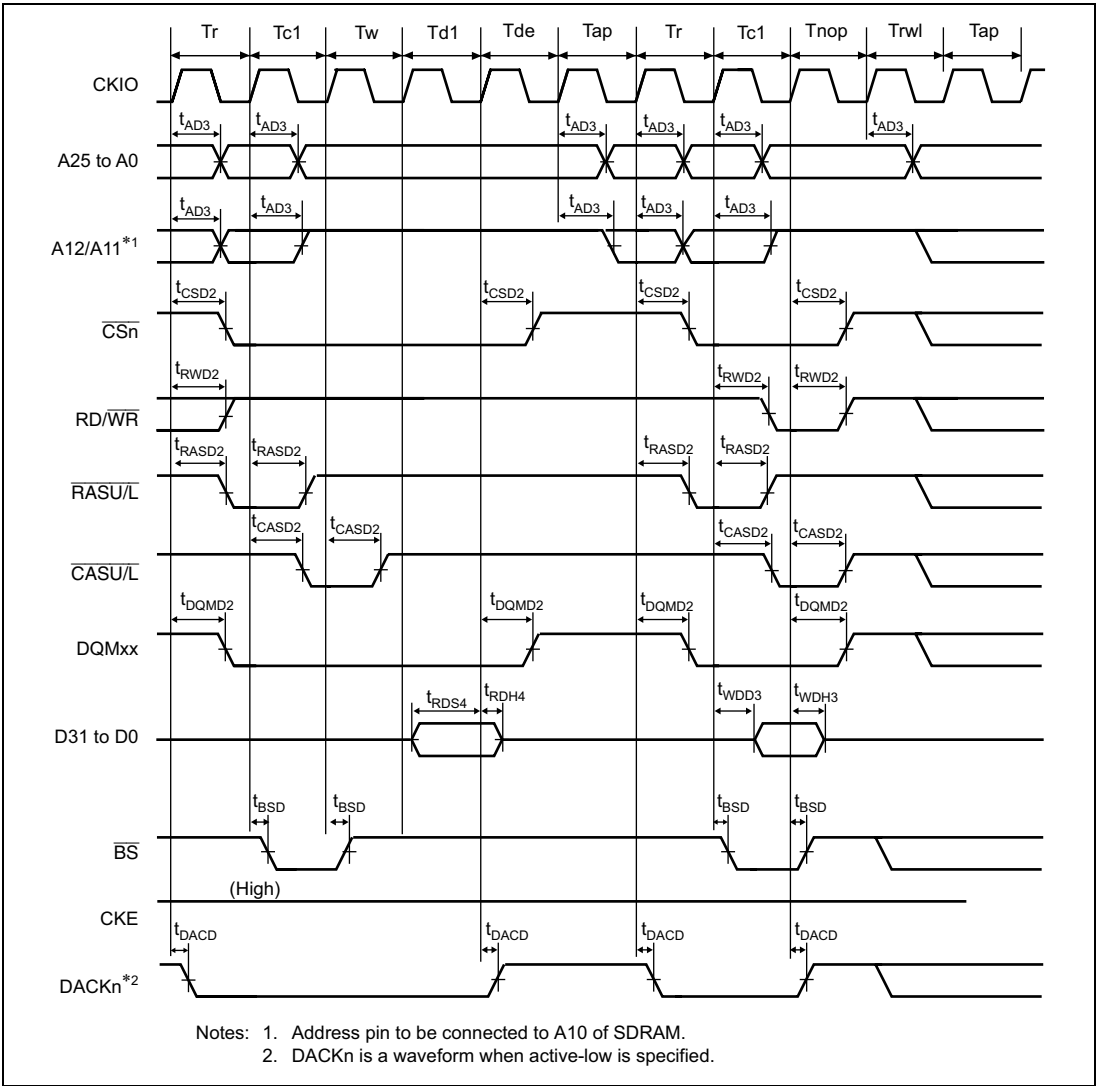 Tr Tc1 Tw Td1 Tde Tap Tr Tc1 Tnop Trwl Tap
CKIO
tAD3 tAD3 tAD3 tAD3 tAD3 tAD3
A25 to A0
tAD3 tAD3 tAD3 tAD3 tAD3
A12/A11*1
tCSD2 tCSD2 tCSD2 tCSD2
CSn
tRWD2 tRWD2 tRWD2
RD/WR
tRASD2 tRASD2 tRASD2 tRASD2
RASU/L
tCASD2 tCASD2 tCASD2 tCASD2
CASU/L
tDQMD2 tDQMD2 tDQMD2 tDQMD2
DQMxx
tRDS4 tRDH4 tWDD3 tWDH3
D31 to D0
tBSD tBSD tBSD tBSD
BS
(High)
CKE
tDACD tDACD tDACD tDACD
DACKn*2
Notes: 1. Address pin to be connected to A10 of SDRAM.
2. DACKn is a waveform when active-low is specified.